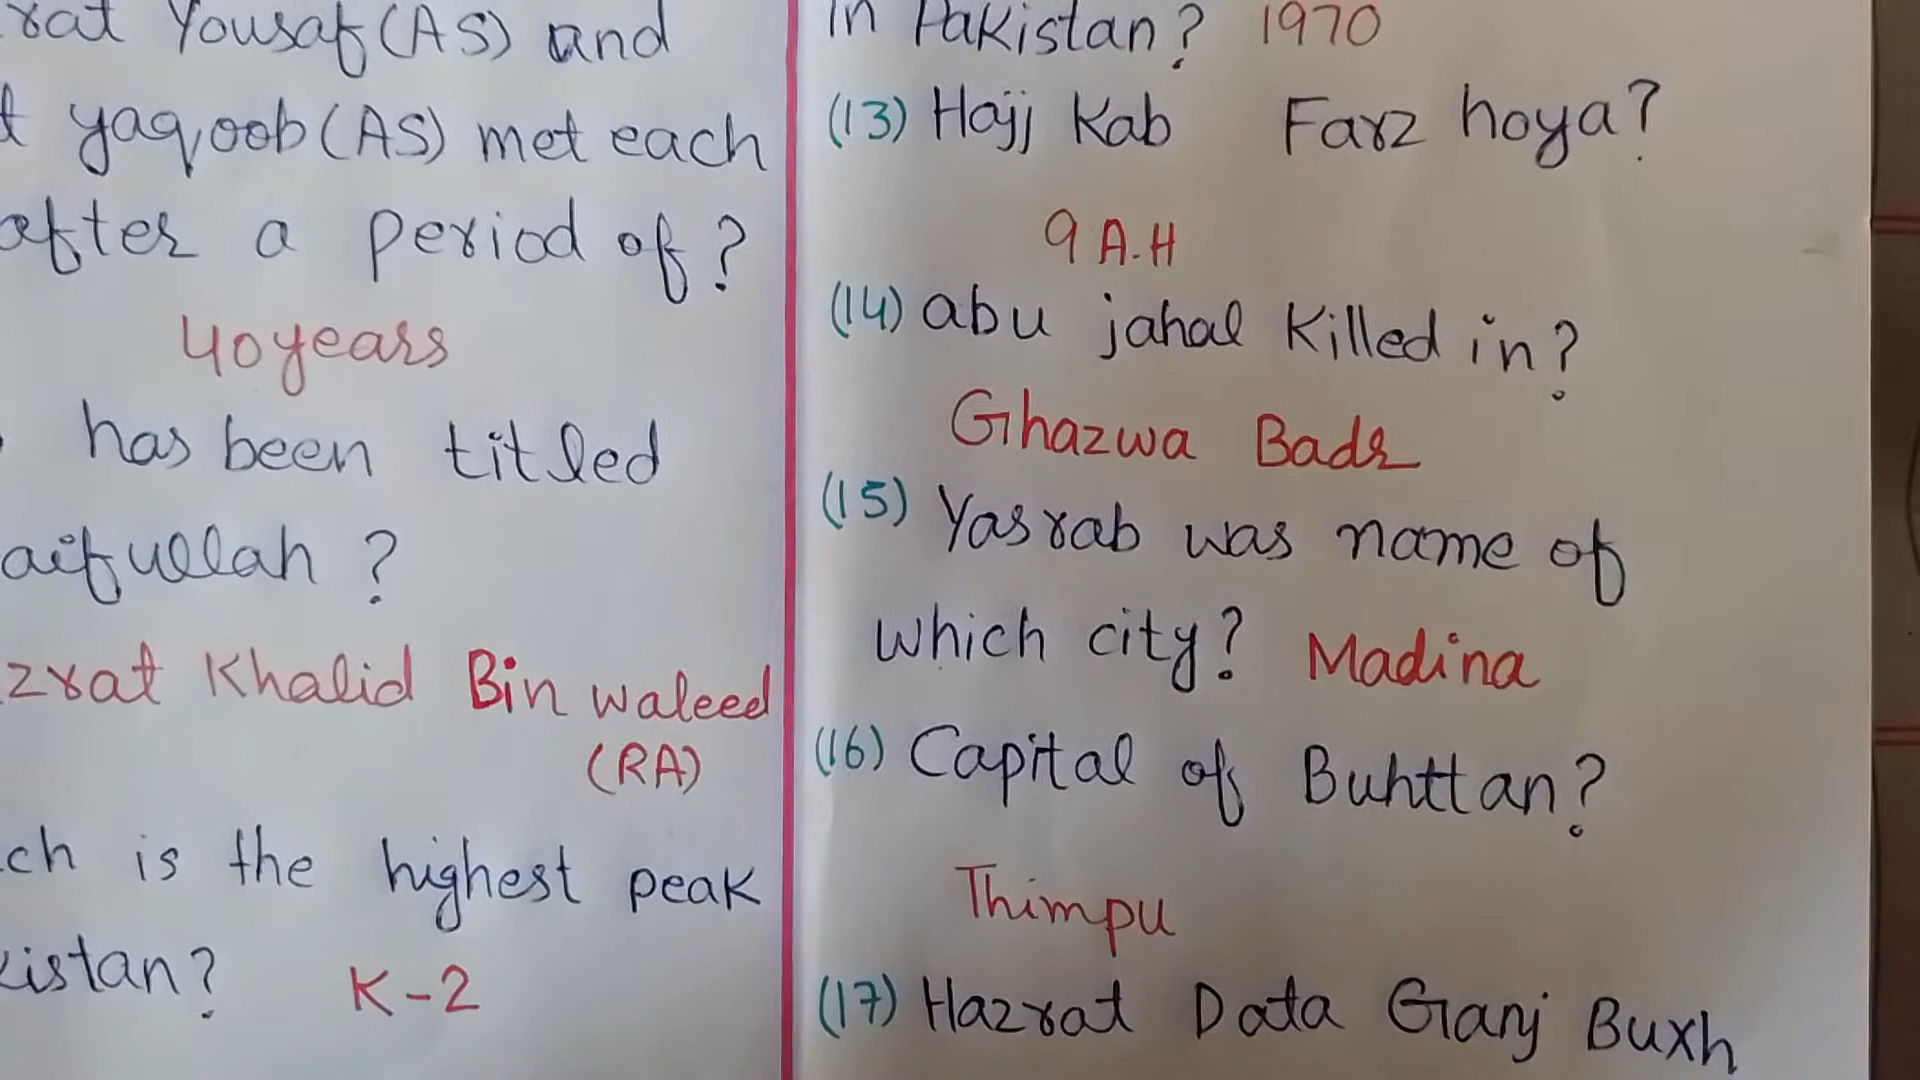 Yousaf (AS) and
yaqoob (AS) met each
after a period of?
40 years
has been titled
aifullah ?
zrat Khalid Bin waleed
(RA)
ch is the highest peak
kistan? K-2
in Pakistan? 1970
(13) Hajj Kab Farz hoya?
9 A.H
(14) abu jahal Killed in?
Ghazwa Badr
(15) Yasrab was name of
which city? Madina
(16) Capital of Buhttan?
Thimpu
(17) Hazrat Data Ganj Buxh